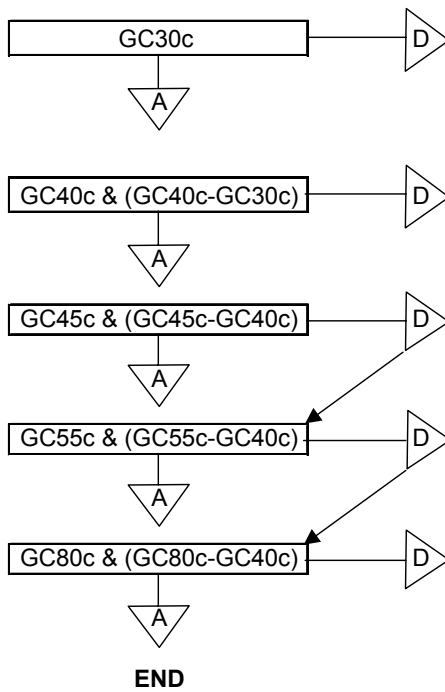 GC30c D
A
GC40c & (GC40c-GC30c) D
A
GC45c & (GC45c-GC40c) D
A
GC55c & (GC55c-GC40c) D
A
GC80c & (GC80c-GC40c) D
A
END